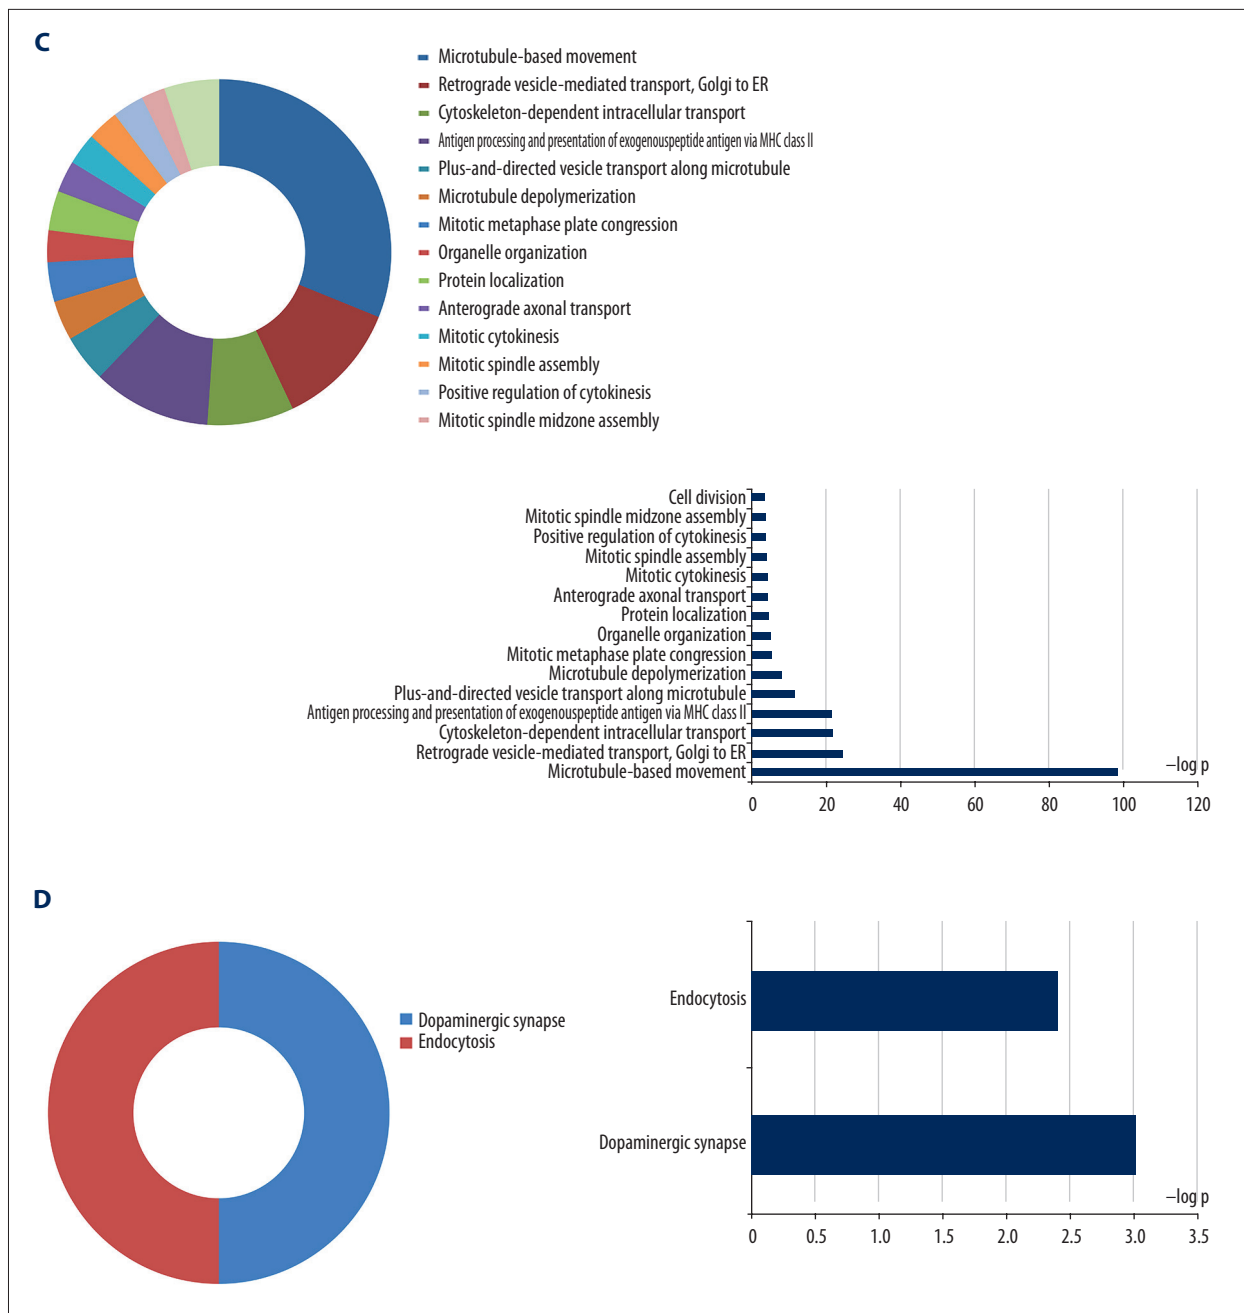 C
Microtubule-based movement
Retrograde vesicle-mediated transport, Golgi to ER
Cytoskeleton-dependent intracellular transport
Antigen processing and presentation of exogenouspeptide antigen via MHC class II
Plus-and-directed vesicle transport along microtubule
Microtubule depolymerization
Mitotic metaphase plate congression
Organelle organization
Protein localization
Anterograde axonal transport
Mitotic cytokinesis
Mitotic spindle assembly
Positive regulation of cytokinesis
Mitotic spindle midzone assembly
Cell division
Mitotic spindle midzone assembly
Positive regulation of cytokinesis
Mitotic spindle assembly
Mitotic cytokinesis
Anterograde axonal transport
Protein localization
Organelle organization
Mitotic metaphase plate congression
Microtubule depolymerization
Plus-and-directed vesicle transport along microtubule
Antigen processing and presentation of exogenouspeptide antigen via MHC class II
Cytoskeleton-dependent intracellular transport
Retrograde vesicle-mediated transport, Golgi to ER
Microtubule-based movement
–log p
0 20 40 60 80 100 120
D
Dopaminergic synapse
Endocytosis
Endocytosis
Dopaminergic synapse
–log p
0 0.5 1.0 1.5 2.0 2.5 3.0 3.5